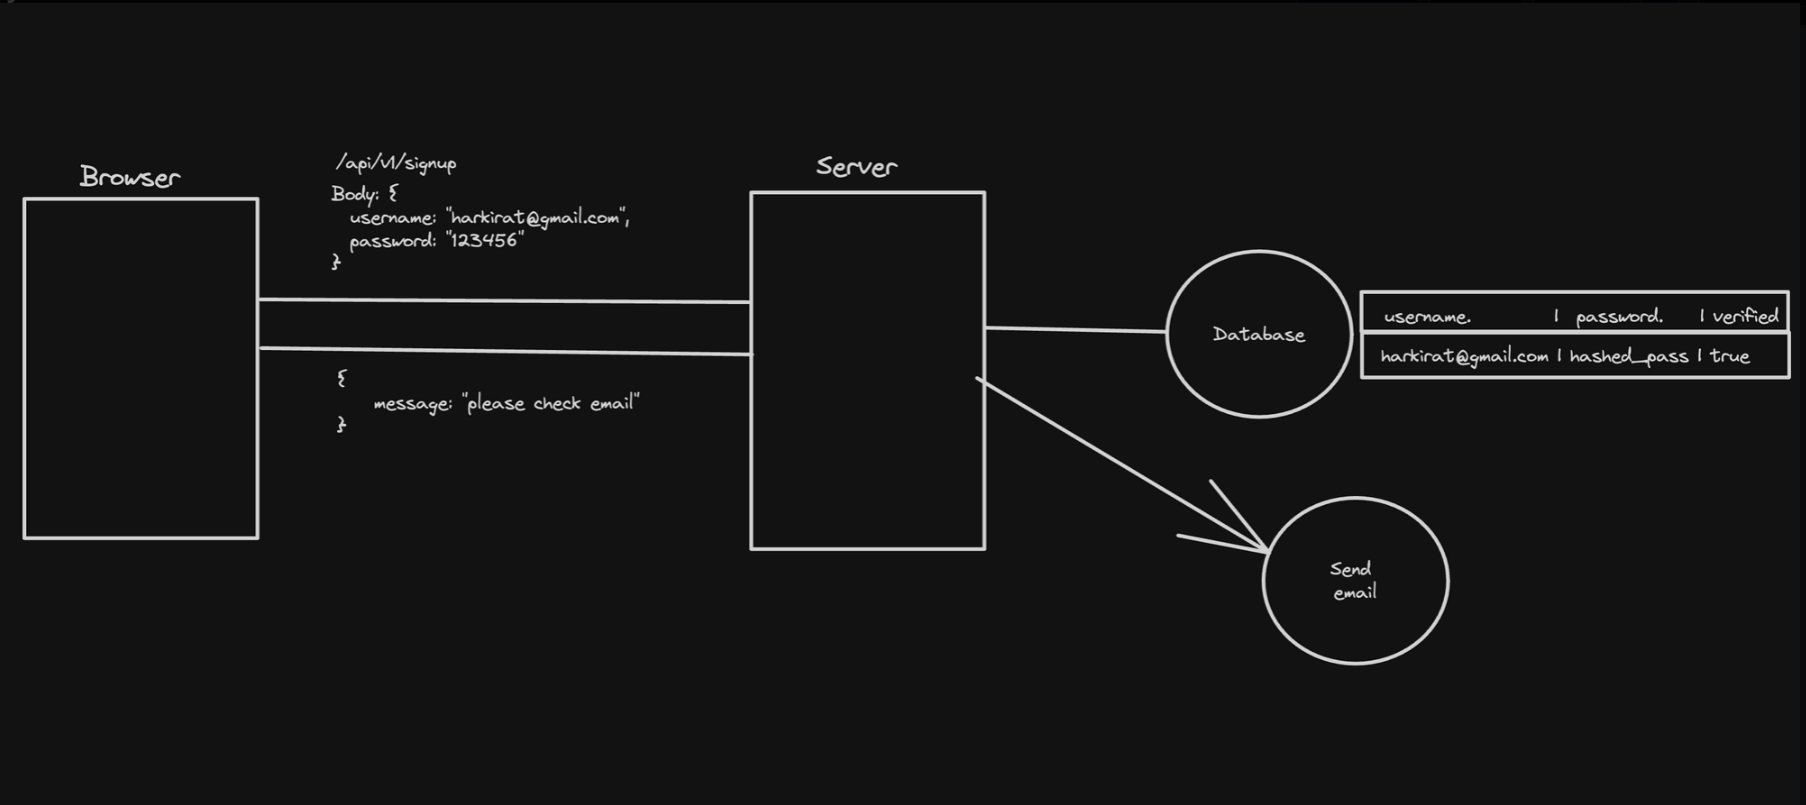 Browser
/api/v1/signup
Body: {
username: "harkirat@gmail.com",
password: "123456"
}
{
message: "please check email"
}
Server
Database
username. | password. | verified
harkirat@gmail.com | hashed_pass | true
Send
email